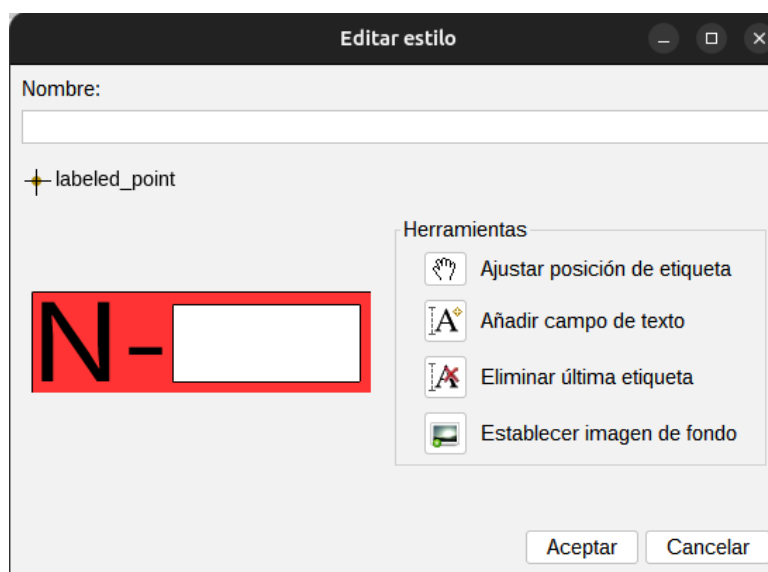 Editar estilo
Nombre:
labeled_point
Herramientas
Ajustar posición de etiqueta
Añadir campo de texto
Eliminar última etiqueta
Establecer imagen de fondo
N-
Aceptar
Cancelar